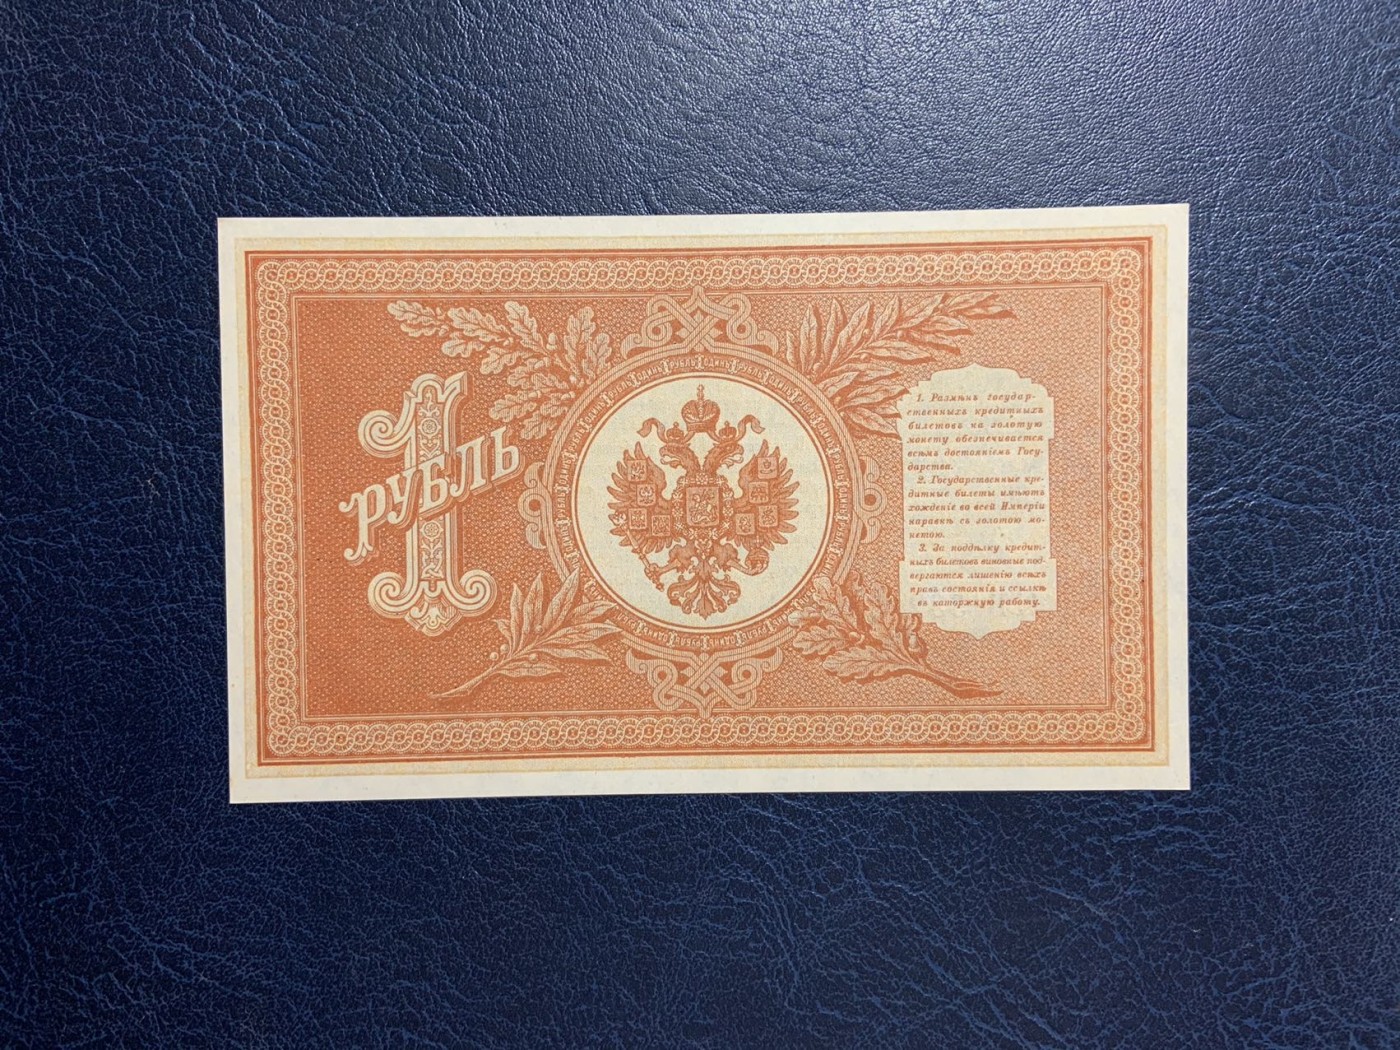 1
РУБЛЬ
1. Размѣнъ государ-
ственныхъ кредитныхъ
билетовъ на золотую
монету обезпечивается
всѣмъ достояніемъ Госу-
дарства.
2. Государственные кре-
дитные билеты имѣютъ
хожденіе во всей Имперіи
наравнѣ съ золотою мо-
нетою.
3. За поддѣлку кредит-
ныхъ билетовъ виновные под-
вергаются лишенію всѣхъ
правъ состоянія и ссылкѣ
въ каторжную работу.